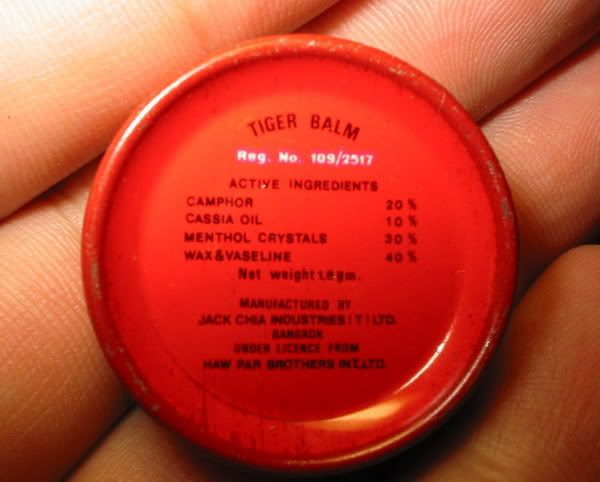 TIGER BALM
Reg. No. 109/2517
ACTIVE INGREDIENTS
CAMPHOR 20%
CASSIA OIL 10%
MENTHOL CRYSTALS 30%
WAX&VASELINE 40%
Net weight 1.8 gm.
MANUFACTURED BY
JACK CHIA INDUSTRIES (T) LTD.
BANGKOK
UNDER LICENCE FROM
HAW PAR BROTHERS INT,LTD.